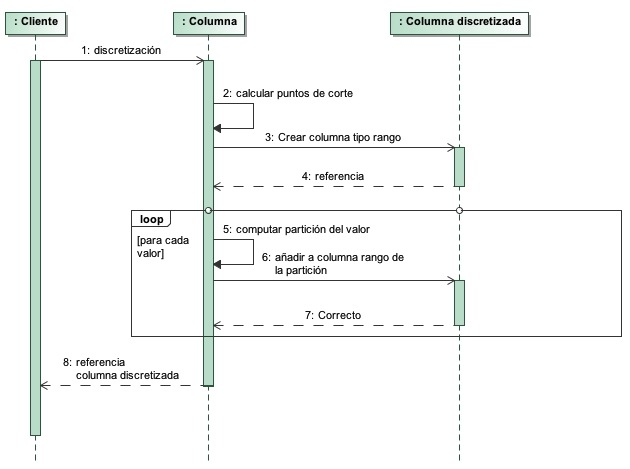 : Cliente
: Columna
: Columna discretizada
1: discretización
2: calcular puntos de corte
3: Crear columna tipo rango
4: referencia
loop
[para cada
valor]
5: computar partición del valor
6: añadir a columna rango de
la partición
7: Correcto
8: referencia
columna discretizada